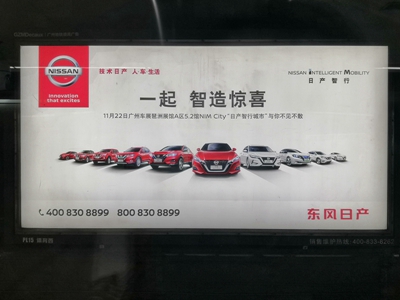 NISSAN
Innovation
that excites
技术日产 人·车·生活
NISSAN INTELLIGENT MOBILITY
日产智行
一起 智造惊喜
11月22日广州车展琶洲展馆A区5.2馆NIM City“日产智行城市”与你不见不散
400 830 8899 800 830 8899
东风日产